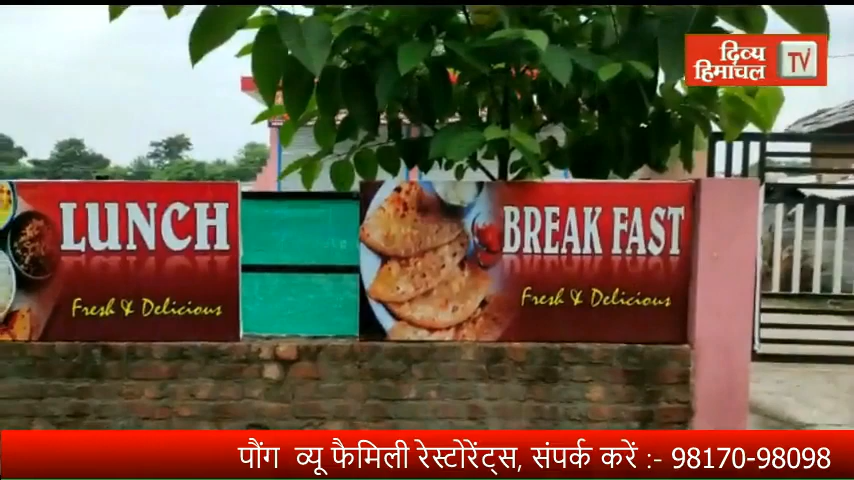 दिव्य
हिमाचल TV
LUNCH
Fresh & Delicious
BREAK FAST
Fresh & Delicious
पौंग व्यू फैमिली रेस्टोरेंट्स, संपर्क करें :- 98170-98098